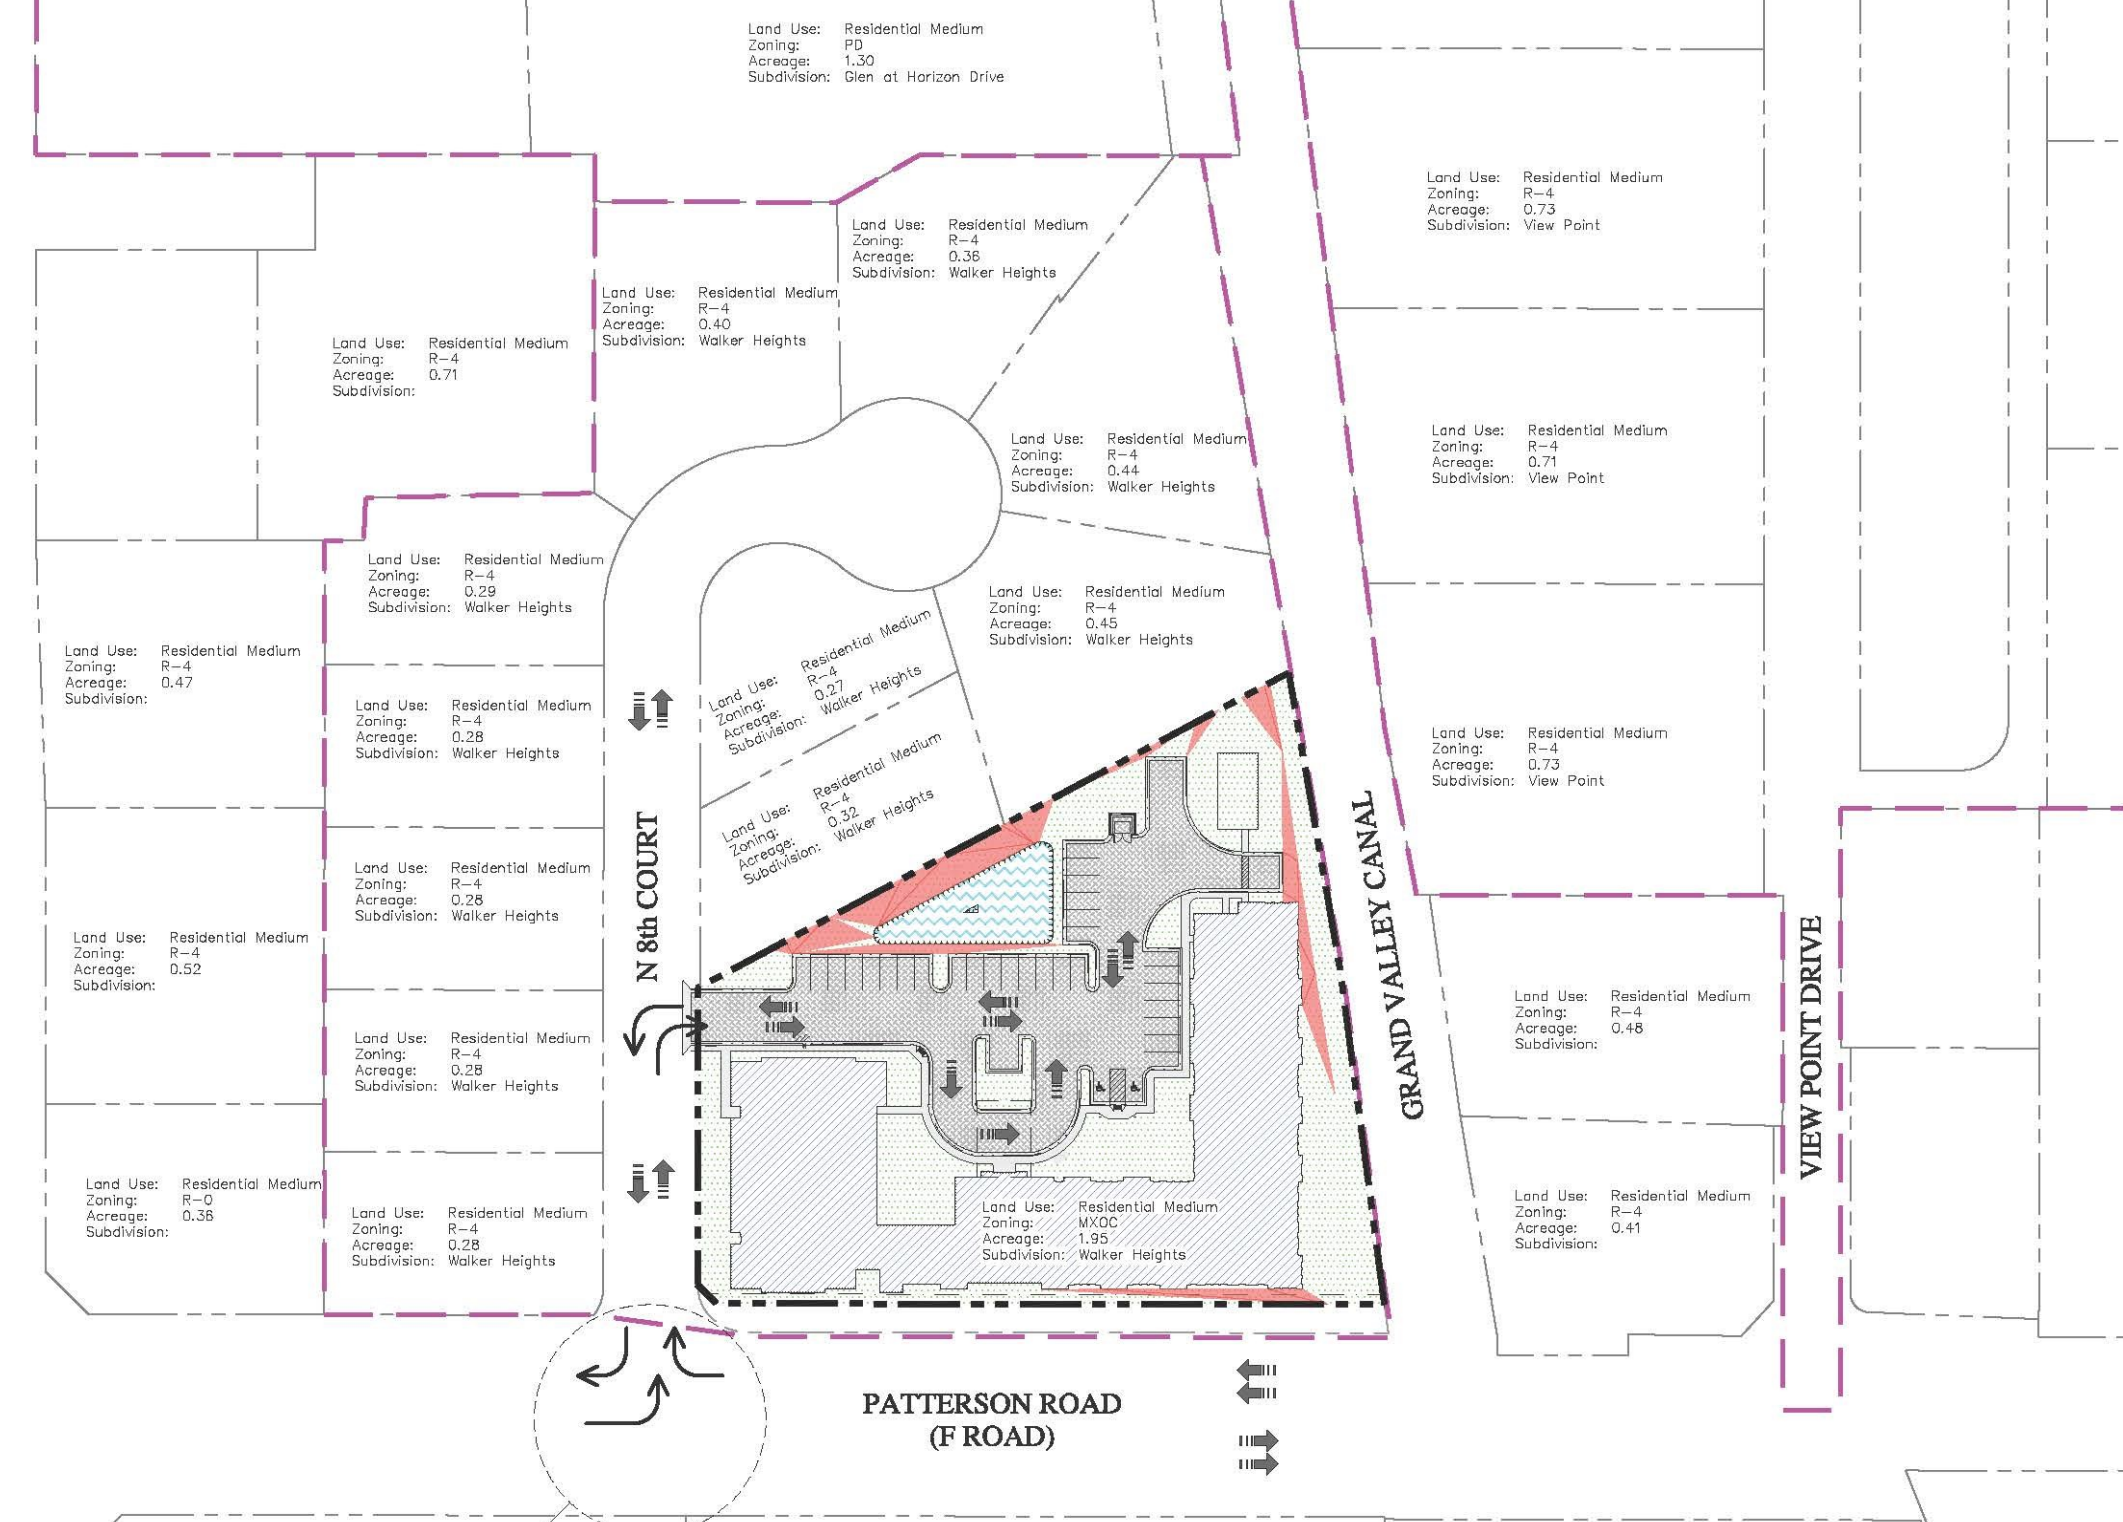 Land Use: Residential Medium
Zoning: PD
Acreage: 1.30
Subdivision: Glen at Horizon Drive
Land Use: Residential Medium
Zoning: R-4
Acreage: 0.73
Subdivision: View Point
Land Use: Residential Medium
Zoning: R-4
Acreage: 0.36
Subdivision: Walker Heights
Land Use: Residential Medium
Zoning: R-4
Acreage: 0.40
Subdivision: Walker Heights
Land Use: Residential Medium
Zoning: R-4
Acreage: 0.71
Subdivision:
Land Use: Residential Medium
Zoning: R-4
Acreage: 0.44
Subdivision: Walker Heights
Land Use: Residential Medium
Zoning: R-4
Acreage: 0.71
Subdivision: View Point
Land Use: Residential Medium
Zoning: R-4
Acreage: 0.29
Subdivision: Walker Heights
Land Use: Residential Medium
Zoning: R-4
Acreage: 0.45
Subdivision: Walker Heights
Land Use: Residential Medium
Zoning: R-4
Acreage: 0.47
Subdivision:
Land Use: Residential Medium
Zoning: R-4
Acreage: 0.28
Subdivision: Walker Heights
Land Use: Residential Medium
Zoning: R-4
Acreage: 0.27
Subdivision: Walker Heights
Land Use: Residential Medium
Zoning: R-4
Acreage: 0.73
Subdivision: View Point
Land Use: Residential Medium
Zoning: R-4
Acreage: 0.32
Subdivision: Walker Heights
Land Use: Residential Medium
Zoning: R-4
Acreage: 0.28
Subdivision: Walker Heights
N 8th COURT
GRAND VALLEY CANAL
VIEW POINT DRIVE
Land Use: Residential Medium
Zoning: R-4
Acreage: 0.52
Subdivision:
Land Use: Residential Medium
Zoning: R-4
Acreage: 0.48
Subdivision:
Land Use: Residential Medium
Zoning: R-4
Acreage: 0.28
Subdivision: Walker Heights
Land Use: Residential Medium
Zoning: R-O
Acreage: 0.36
Subdivision:
Land Use: Residential Medium
Zoning: R-4
Acreage: 0.28
Subdivision: Walker Heights
Land Use: Residential Medium
Zoning: MXOC
Acreage: 1.95
Subdivision: Walker Heights
Land Use: Residential Medium
Zoning: R-4
Acreage: 0.41
Subdivision:
PATTERSON ROAD
(F ROAD)